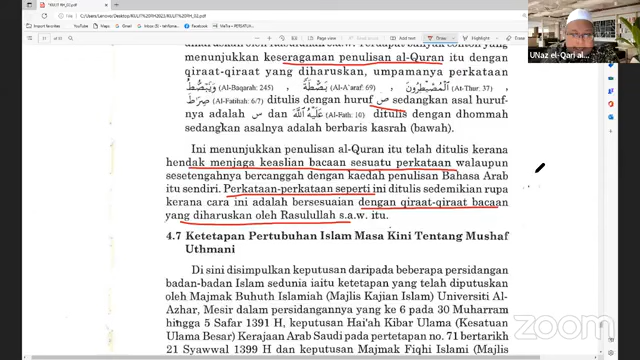 UNaz el-Qari al...
menunjukkan keseragaman penulisan al-Quran itu dengan
qiraat-qiraat yang diharuskan, umpamanya perkataan
وَيَبْصُۜطُ (Al-Baqarah: 245) بَصْۜطَةً (Al-A'araf: 69) الْمُصَۜيْطِرُونَ (At-Thur: 37) ,
صِرَاطَ (Al-Fatihah: 6/7) ditulis dengan huruf ص sedangkan asal huruf-
nya adalah س dan عَلَيْهُ اللَّهَ (Al-Fath: 10) ditulis dengan dhommah
sedangkan asalnya adalah berbaris kasrah (bawah).
Ini menunjukkan penulisan al-Quran itu telah ditulis kerana
hendak menjaga keaslian bacaan sesuatu perkataan walaupun
sesetengahnya bercanggah dengan kaedah penulisan Bahasa Arab
itu sendiri. Perkataan-perkataan seperti ini ditulis sedemikian rupa
kerana cara ini adalah bersesuaian dengan qiraat-qiraat bacaan
yang diharuskan oleh Rasulullah s.a.w. itu.
4.7 Ketetapan Pertubuhan Islam Masa Kini Tentang Mushaf
Uthmani
Di sini disimpulkan keputusan daripada beberapa persidangan
badan-badan Islam sedunia iaitu ketetapan yang telah diputuskan
oleh Majmak Buhuth Islamiah (Majlis Kajian Islam) Universiti Al-
Azhar, Mesir dalam persidangannya yang ke 6 pada 30 Muharram
hingga 5 Safar 1391 H, keputusan Hai'ah Kibar Ulama (Kesatuan
Ulama Besar) Kerajaan Arab Saudi pada pertetapan no. 71 bertarikh
21 Syawwal 1399 H dan keputusan Majmak Fiqhi Islami (Majlis
zoom